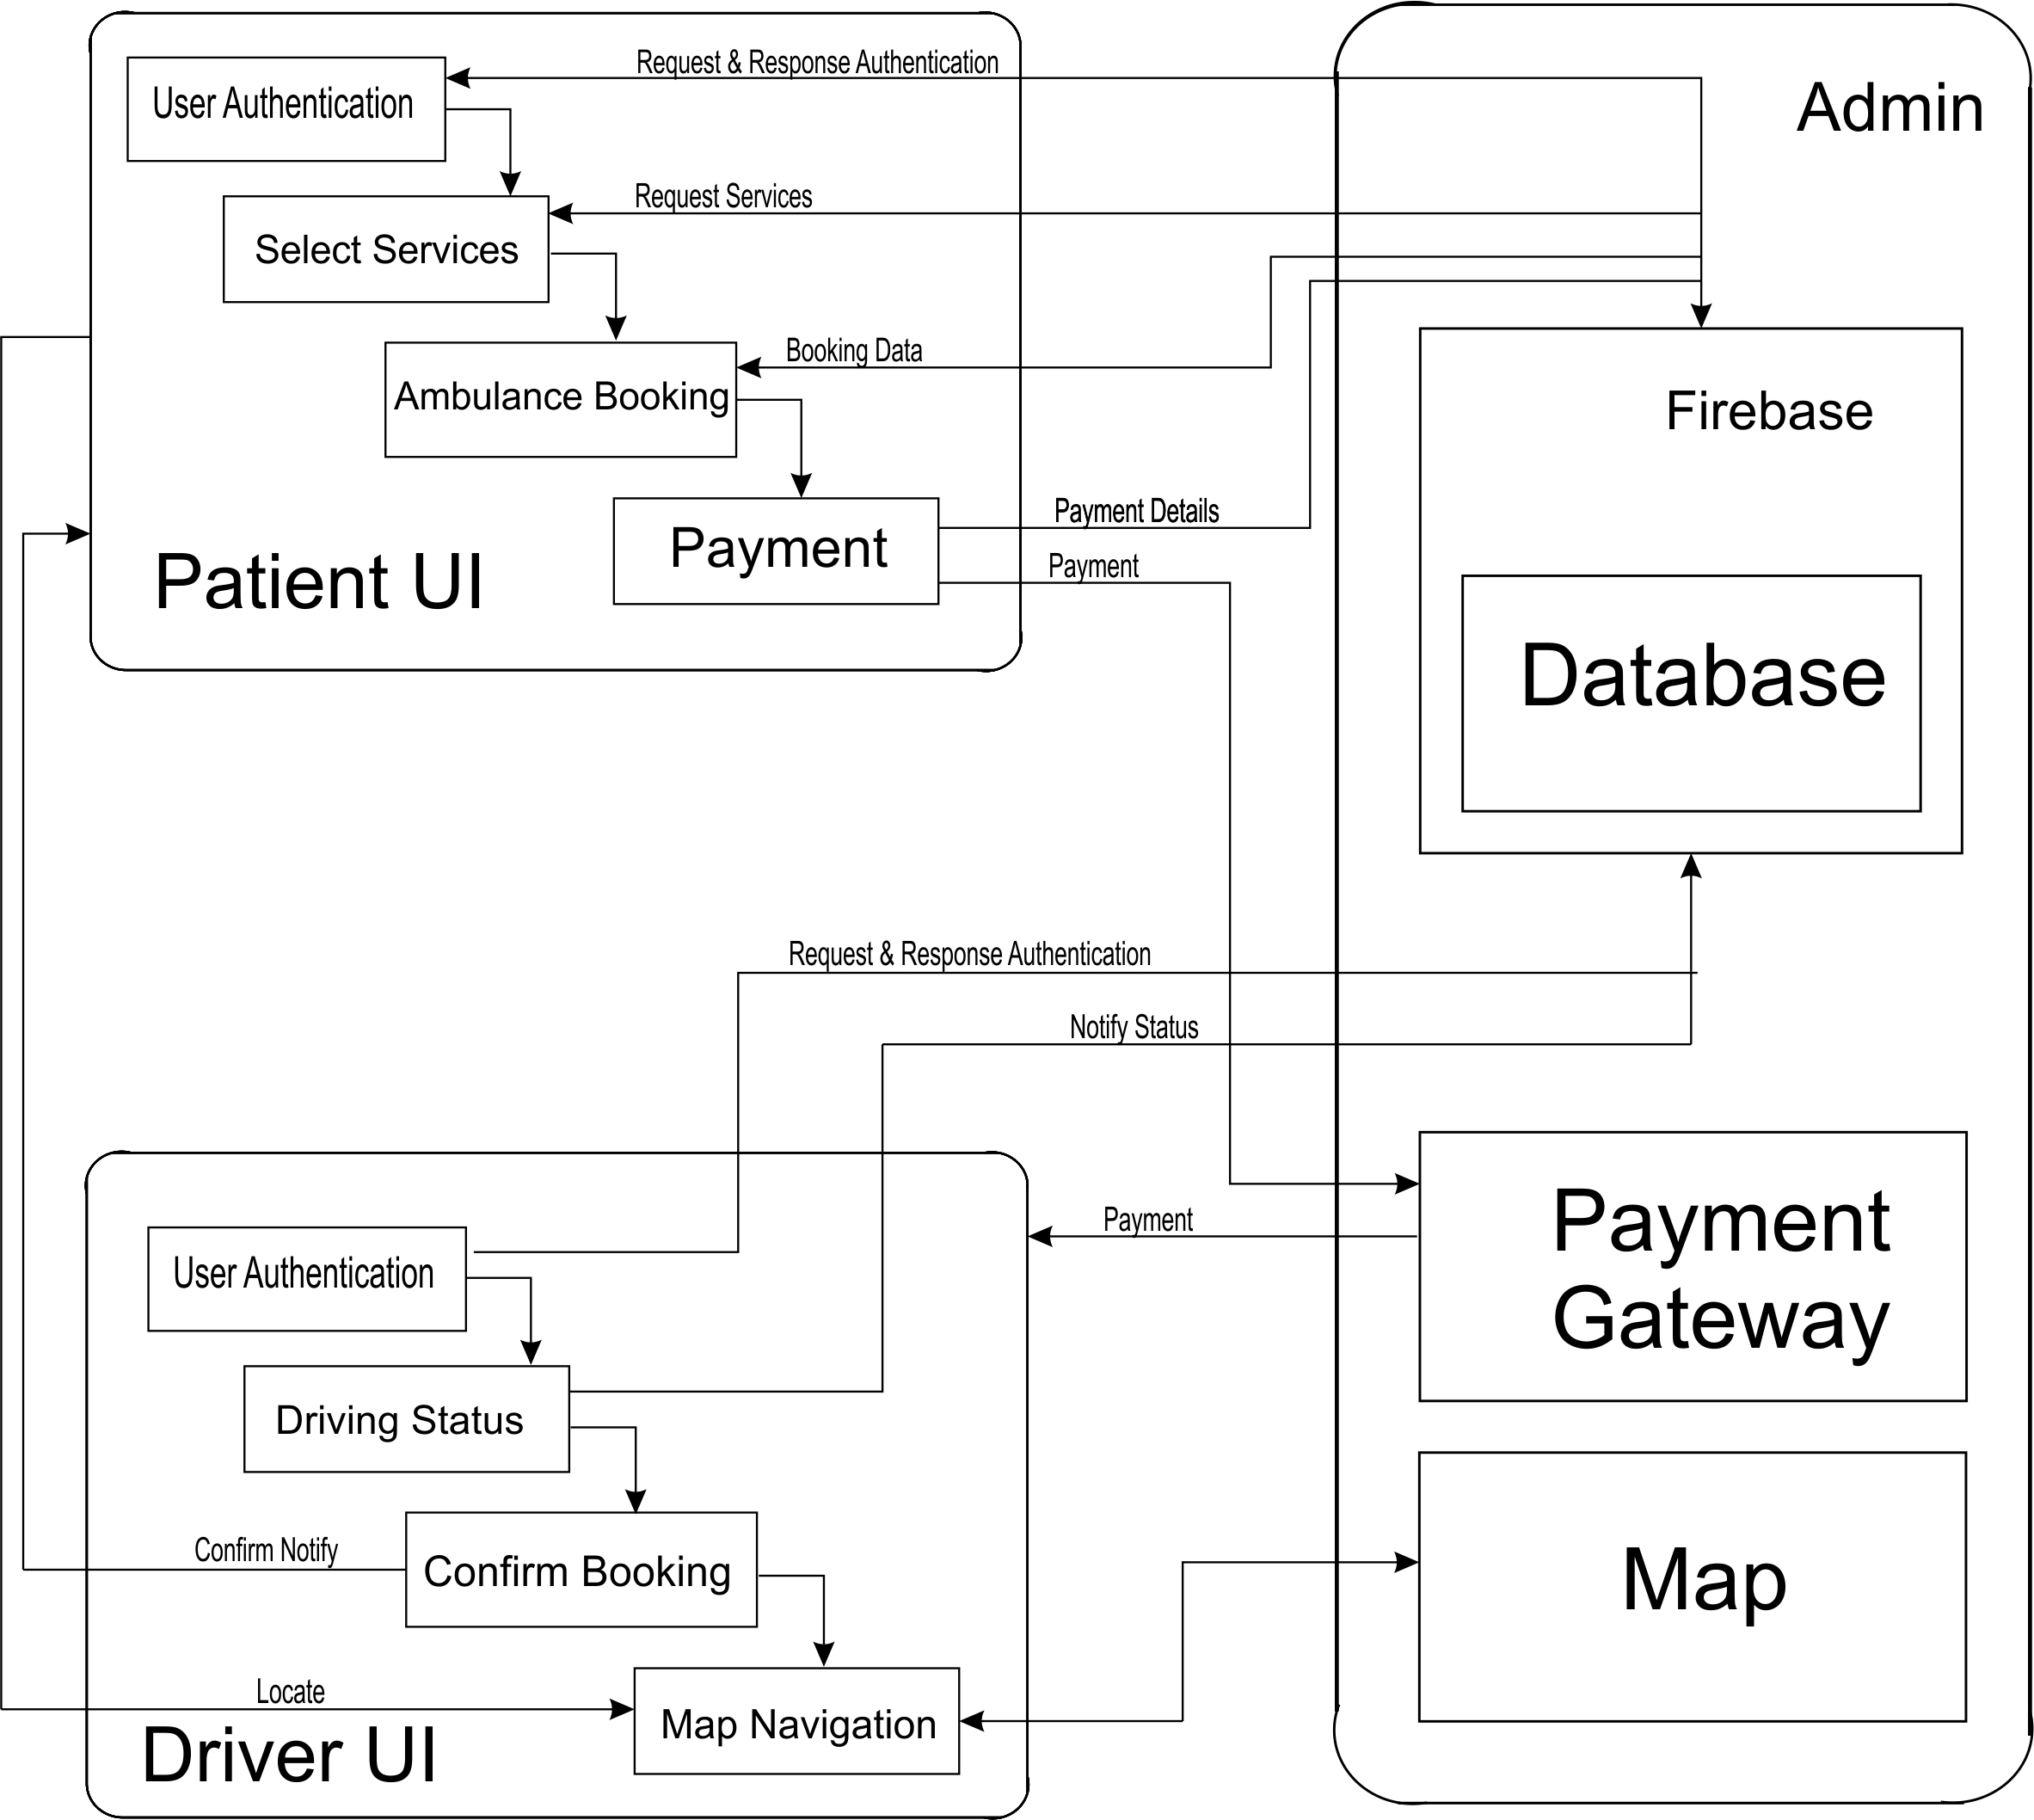 Request & Response Authentication
User Authentication
Admin
Request Services
Select Services
Booking Data
Ambulance Booking
Firebase
Payment Details
Payment
Payment
Patient UI
Database
Request & Response Authentication
Notify Status
Payment
Payment
Gateway
User Authentication
Driving Status
Confirm Notify
Confirm Booking
Map
Locate
Map Navigation
Driver UI